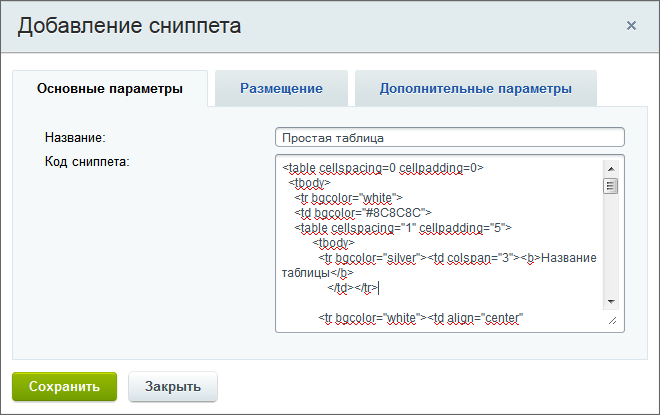 Добавление сниппета
Основные параметры Размещение Дополнительные параметры
Название: Простая таблица
Код сниппета:
<table cellspacing=0 cellpadding=0>
<tbody>
<tr bgcolor="white">
<td bgcolor="#8C8C8C">
<table cellspacing="1" cellpadding="5">
<tbody>
<tr bgcolor="silver"><td colspan="3"><b>Название
таблицы</b>
</td></tr>
<tr bgcolor="white"><td align="center"
Сохранить Закрыть